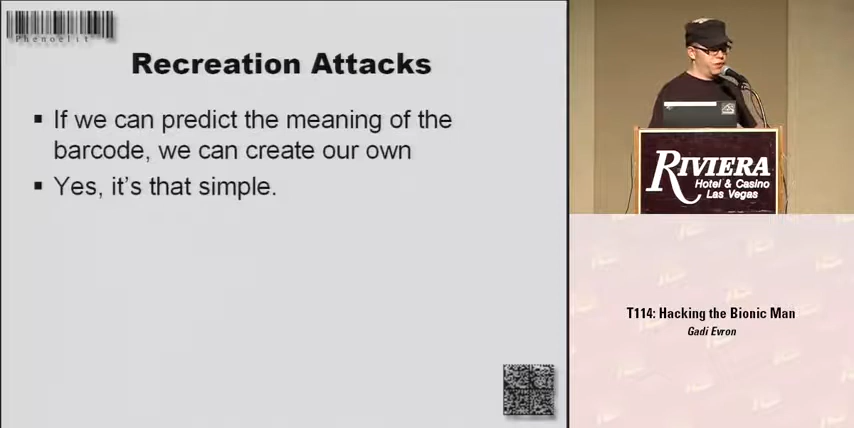 Phenoelit
Recreation Attacks
▪ If we can predict the meaning of the
barcode, we can create our own
▪ Yes, it's that simple.
RIVIERA
Hotel & Casino
Las Vegas
T114: Hacking the Bionic Man
Gadi Evron